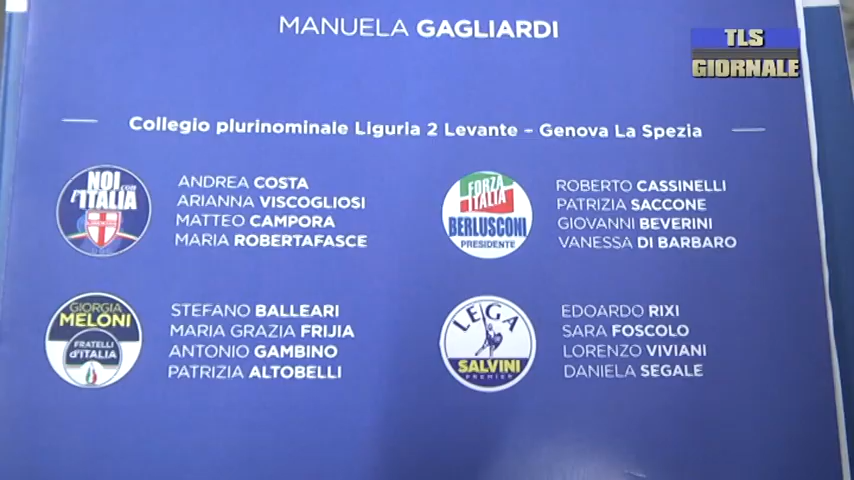 MANUELA GAGLIARDI
TLS
GIORNALE
Collegio plurinominale Liguria 2 Levante - Genova La Spezia
NOI con
l'ITALIA
ANDREA COSTA
ARIANNA VISCOGLIOSI
MATTEO CAMPORA
MARIA ROBERTAFASCE
FORZA
ITALIA
BERLUSCONI
PRESIDENTE
ROBERTO CASSINELLI
PATRIZIA SACCONE
GIOVANNI BEVERINI
VANESSA DI BARBARO
GIORGIA
MELONI
FRATELLI
d'ITALIA
STEFANO BALLEARI
MARIA GRAZIA FRIJIA
ANTONIO GAMBINO
PATRIZIA ALTOBELLI
LEGA
SALVINI
PREMIER
EDOARDO RIXI
SARA FOSCOLO
LORENZO VIVIANI
DANIELA SEGALE